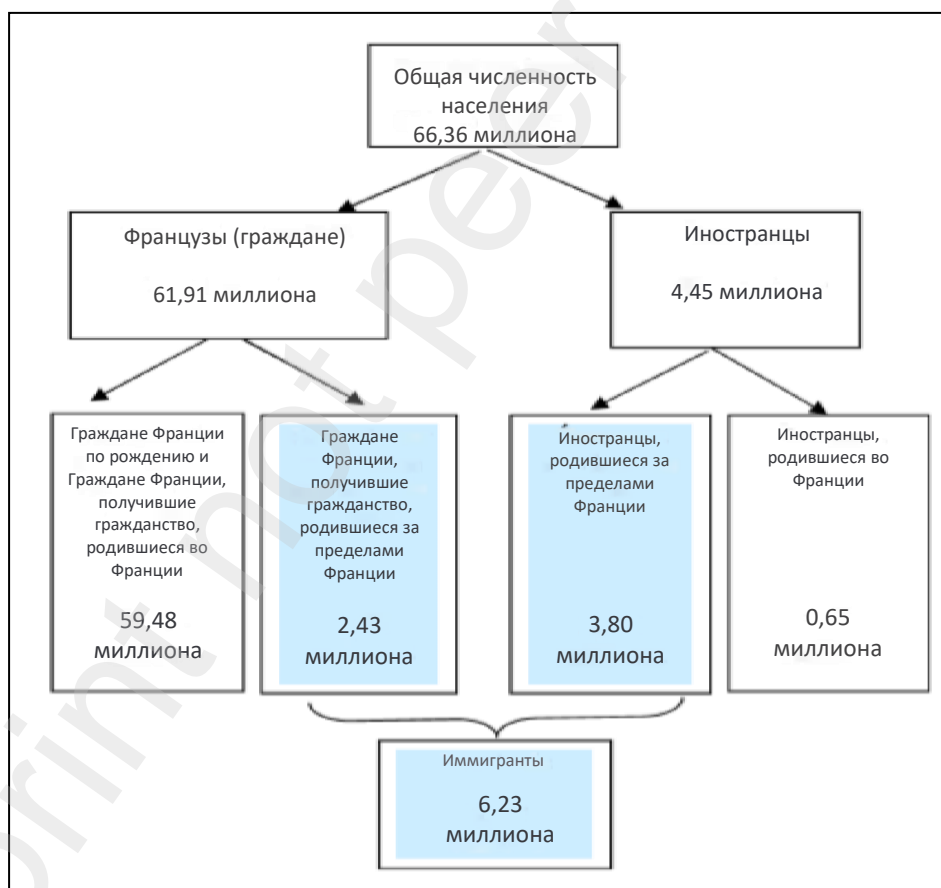 Общая численность
населения
66,36 миллиона
Французы (граждане)
61,91 миллиона
Иностранцы
4,45 миллиона
Граждане Франции
по рождению и
Граждане Франции,
получившие
гражданство,
родившиеся во
Франции
59,48
миллиона
Граждане
Франции,
получившие
гражданство,
родившиеся за
пределами
Франции
2,43
миллиона
Иностранцы,
родившиеся за
пределами
Франции
3,80
миллиона
Иностранцы,
родившиеся во
Франции
0,65
миллиона
Иммигранты
6,23
миллиона
print not peer